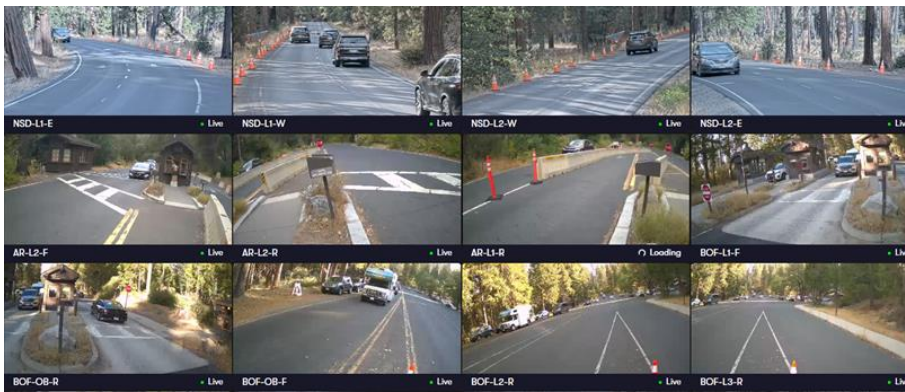 NSD-L1-E Live
NSD-L1-W Live
NSD-L2-W Live
NSD-L2-E Live
AR-L2-F Live
AR-L2-R Live
AR-L1-R Loading
BOF-L1-F Live
BOF-OB-R Live
BOF-OB-F Live
BOF-L2-R Live
BOF-L3-R Live